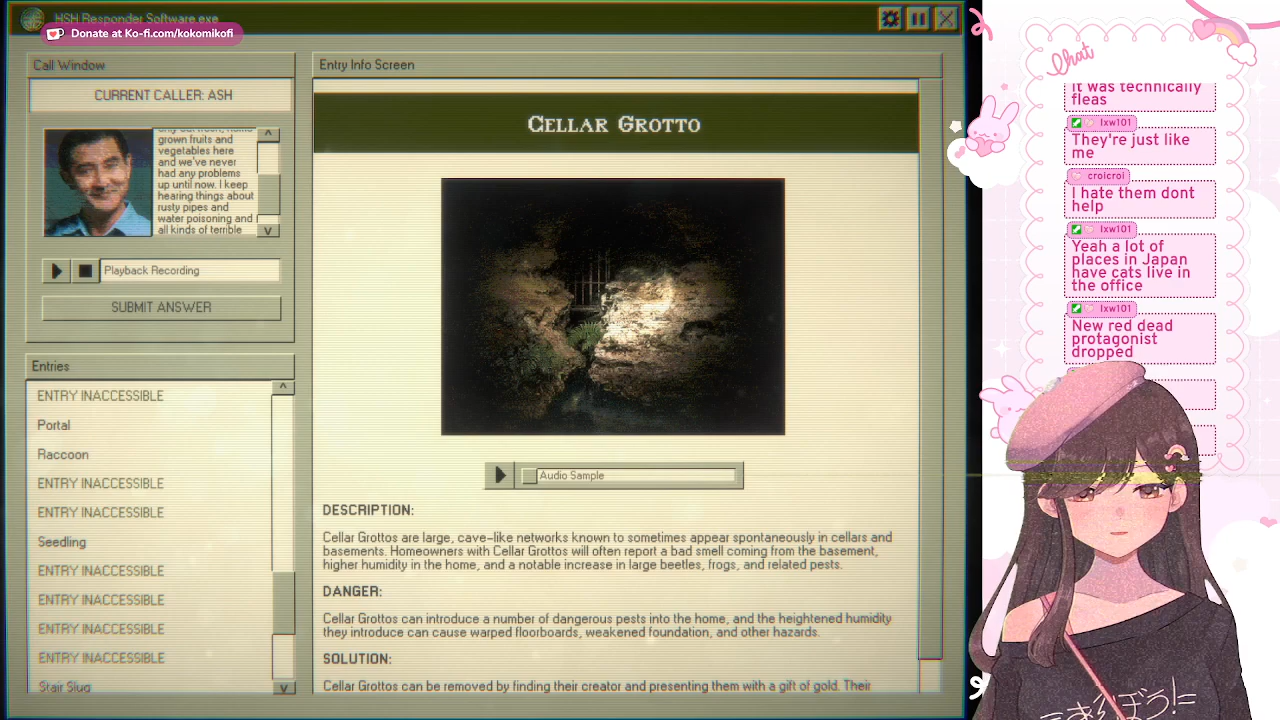 HSH Responder Software.exe
Donate at Ko-fi.com/kokomikofi
Call Window
CURRENT CALLER: ASH
grown fruits and
vegetables here
and we've never
had any problems
up until now. I keep
hearing things about
rusty pipes and
water poisoning and
all kinds of terrible
Playback Recording
SUBMIT ANSWER
Entries
ENTRY INACCESSIBLE
Portal
Raccoon
ENTRY INACCESSIBLE
ENTRY INACCESSIBLE
Seedling
ENTRY INACCESSIBLE
ENTRY INACCESSIBLE
ENTRY INACCESSIBLE
ENTRY INACCESSIBLE
Stair Slug
Entry Info Screen
Cellar Grotto
Audio Sample
DESCRIPTION:
Cellar Grottos are large, cave-like networks known to sometimes appear spontaneously in cellars and
basements. Homeowners with Cellar Grottos will often report a bad smell coming from the basement,
higher humidity in the home, and a notable increase in large beetles, frogs, and related pests.
DANGER:
Cellar Grottos can introduce a number of dangerous pests into the home, and the heightened humidity
they introduce can cause warped floorboards, weakened foundation, and other hazards.
SOLUTION:
Cellar Grottos can be removed by finding their creator and presenting them with a gift of gold. Their
Chat
it was technically
fleas
lxw101
They're just like
me
croicroi
I hate them dont
help
lxw101
Yeah a lot of
places in Japan
have cats live in
the office
lxw101
New red dead
protagonist
dropped